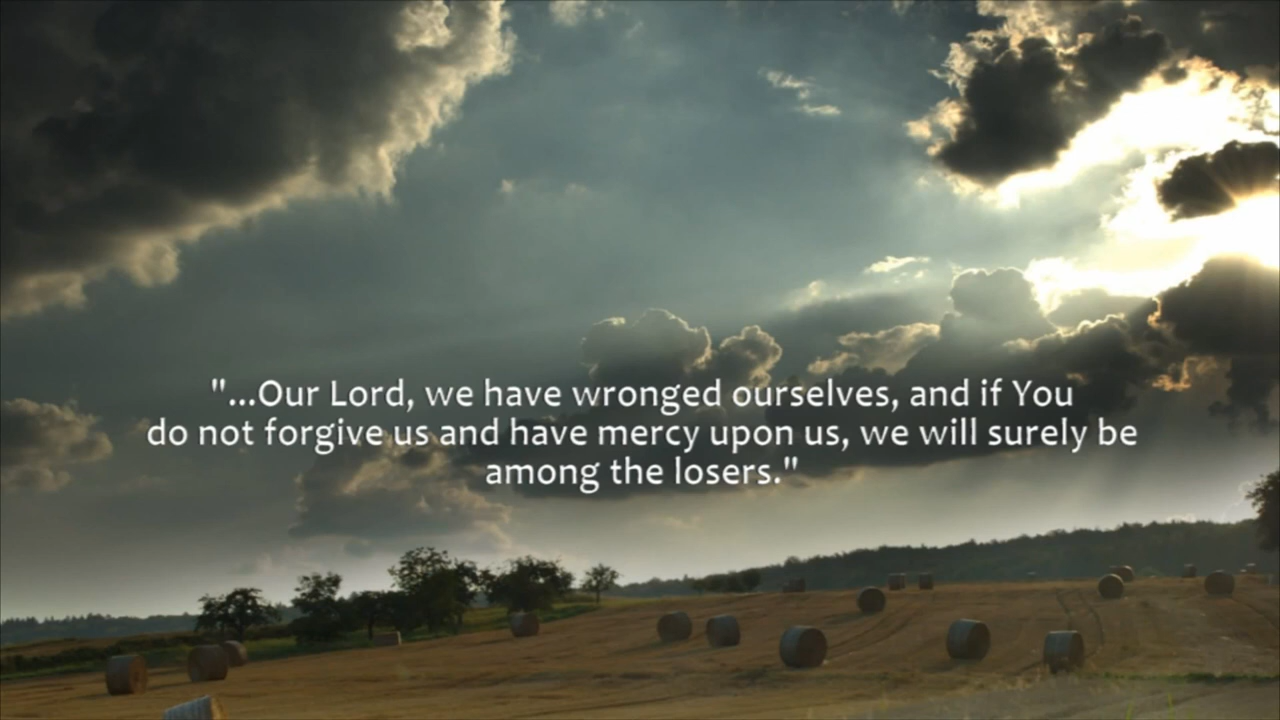 "...Our Lord, we have wronged ourselves, and if You
do not forgive us and have mercy upon us, we will surely be
among the losers."